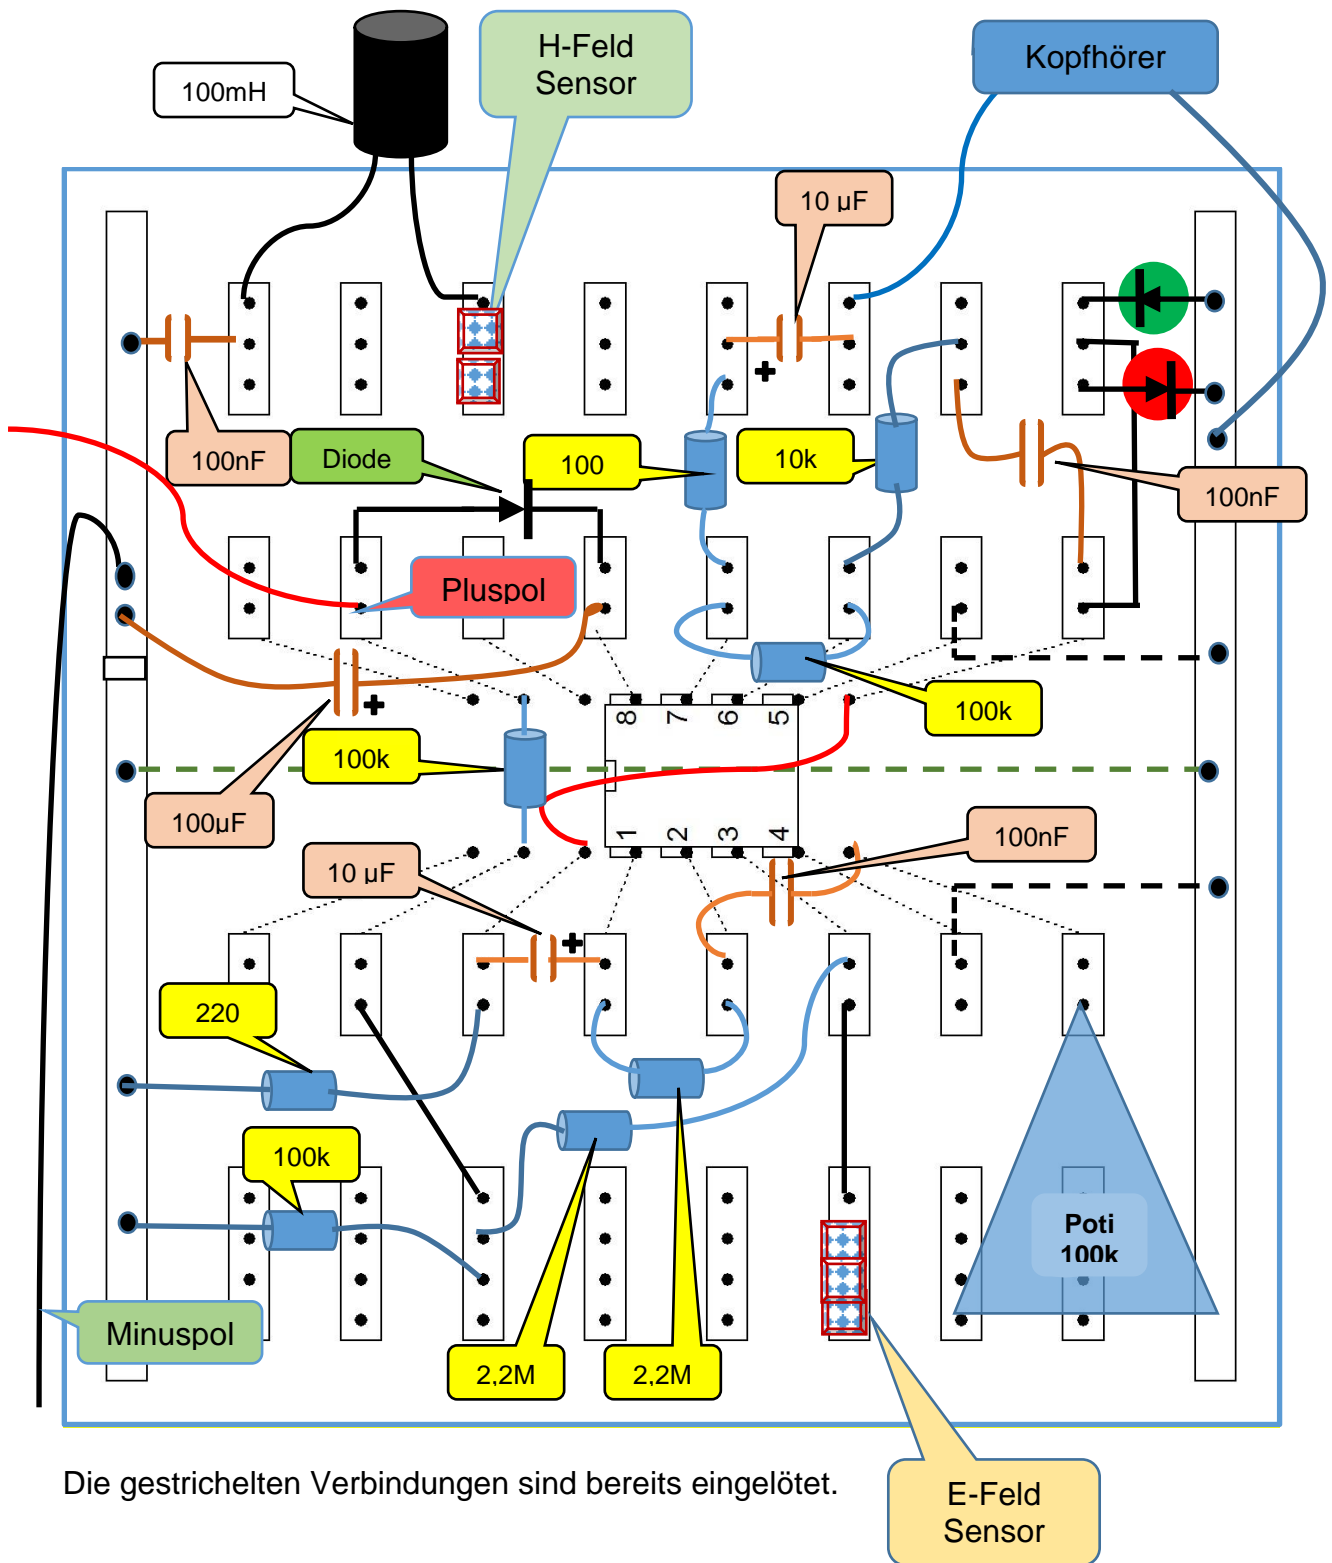 H-Feld
Sensor
Kopfhörer
100mH
10 µF
100nF
Diode
100
10k
100nF
Pluspol
100k
8 7 6 5
100k
100µF
1 2 3 4
100nF
10 µF
220
100k
Poti
100k
Minuspol
2,2M
2,2M
Die gestrichelten Verbindungen sind bereits eingelötet.
E-Feld
Sensor